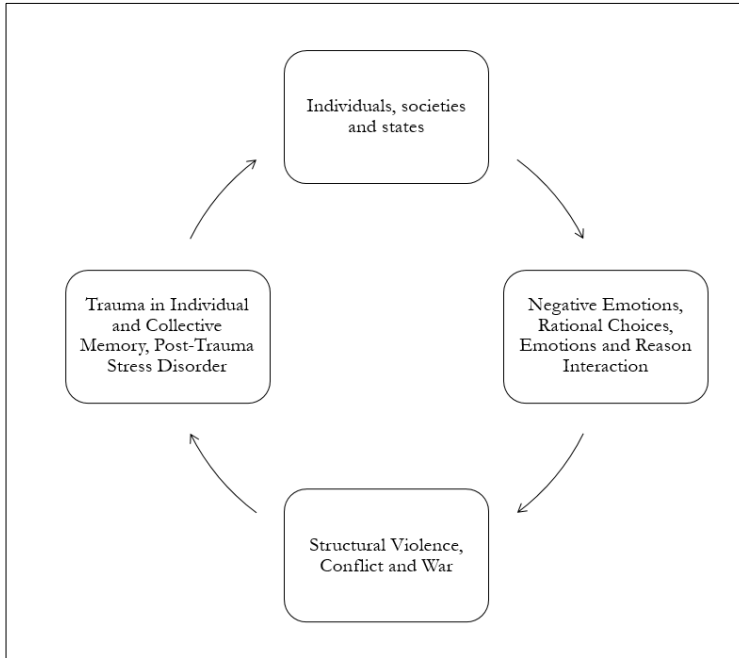 Individuals, societies
and states
Negative Emotions,
Rational Choices,
Emotions and Reason
Interaction
Structural Violence,
Conflict and War
Trauma in Individual
and Collective
Memory, Post-Trauma
Stress Disorder